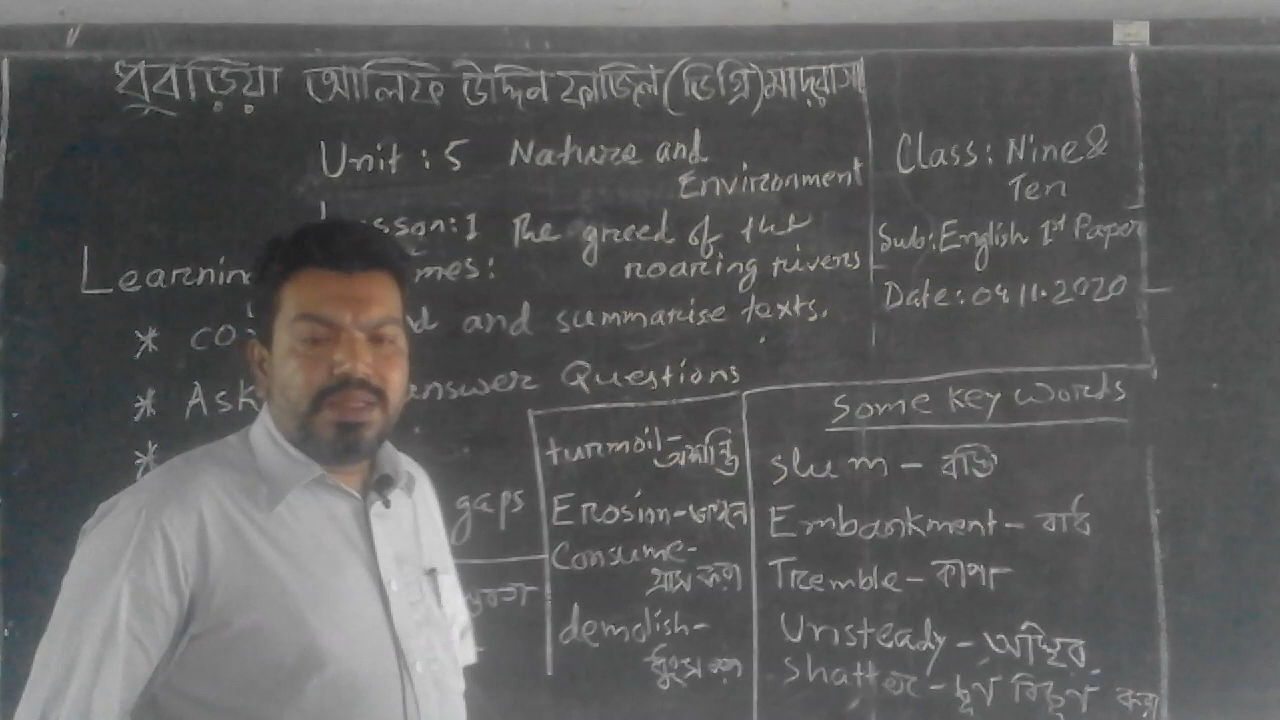 ধুবড়িয়া আলিফ উদ্দিন ফাজিল (ডিগ্রি) মাদ্রাসা
Unit : 5 Nature and
Environment
Lesson:1 The greed of the
roaring rivers
Class: Nine &
Ten
Sub: English 1st Paper
Date: 04.11.2020
Learnin mes:
* co d and summarise texts.
* Ask answer Questions
*
gaps
turmoil- অশান্তি
Erosion-ভাঙ্গন
Consume-
গ্রাস করা
demolish-
ধ্বংস করা
Some key words
slum - বস্তি
Embankment - বাধ
Tremble - কাপা
Unsteady - অস্থির
Shatter - চূর্ণ বিচূর্ণ করা